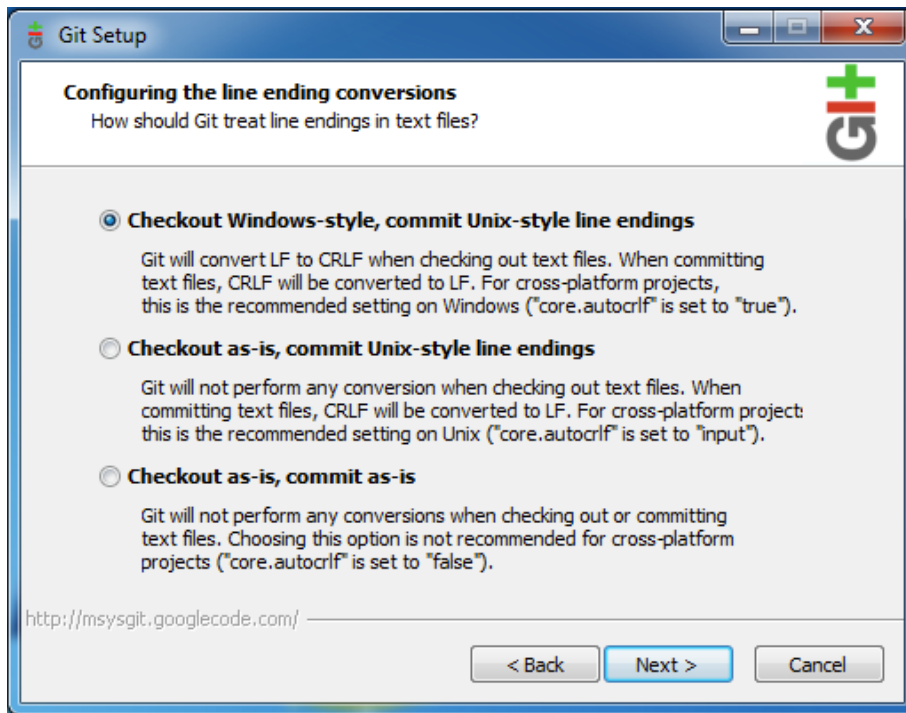 Git Setup
Configuring the line ending conversions
How should Git treat line endings in text files?
GIT
Checkout Windows-style, commit Unix-style line endings
Git will convert LF to CRLF when checking out text files. When committing
text files, CRLF will be converted to LF. For cross-platform projects,
this is the recommended setting on Windows ("core.autocrlf" is set to "true").
Checkout as-is, commit Unix-style line endings
Git will not perform any conversion when checking out text files. When
committing text files, CRLF will be converted to LF. For cross-platform project
this is the recommended setting on Unix ("core.autocrlf" is set to "input").
Checkout as-is, commit as-is
Git will not perform any conversions when checking out or committing
text files. Choosing this option is not recommended for cross-platform
projects ("core.autocrlf" is set to "false").
http://msysgit.googlecode.com/
< Back
Next >
Cancel